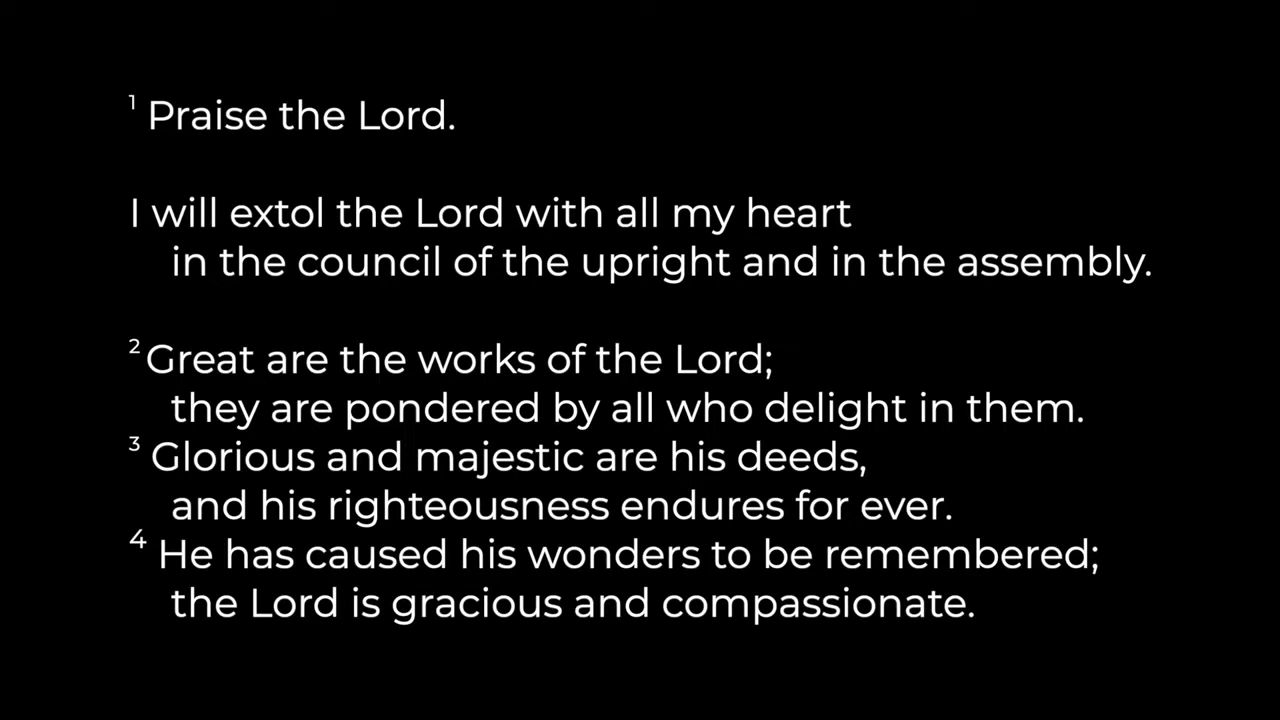 1 Praise the Lord.
I will extol the Lord with all my heart
in the council of the upright and in the assembly.
2 Great are the works of the Lord;
they are pondered by all who delight in them.
3 Glorious and majestic are his deeds,
and his righteousness endures for ever.
4 He has caused his wonders to be remembered;
the Lord is gracious and compassionate.